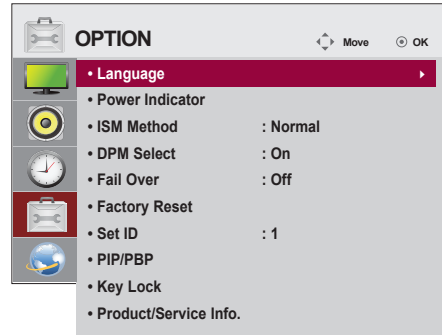 OPTION Move OK
• Language
• Power Indicator
• ISM Method : Normal
• DPM Select : On
• Fail Over : Off
• Factory Reset
• Set ID : 1
• PIP/PBP
• Key Lock
• Product/Service Info.